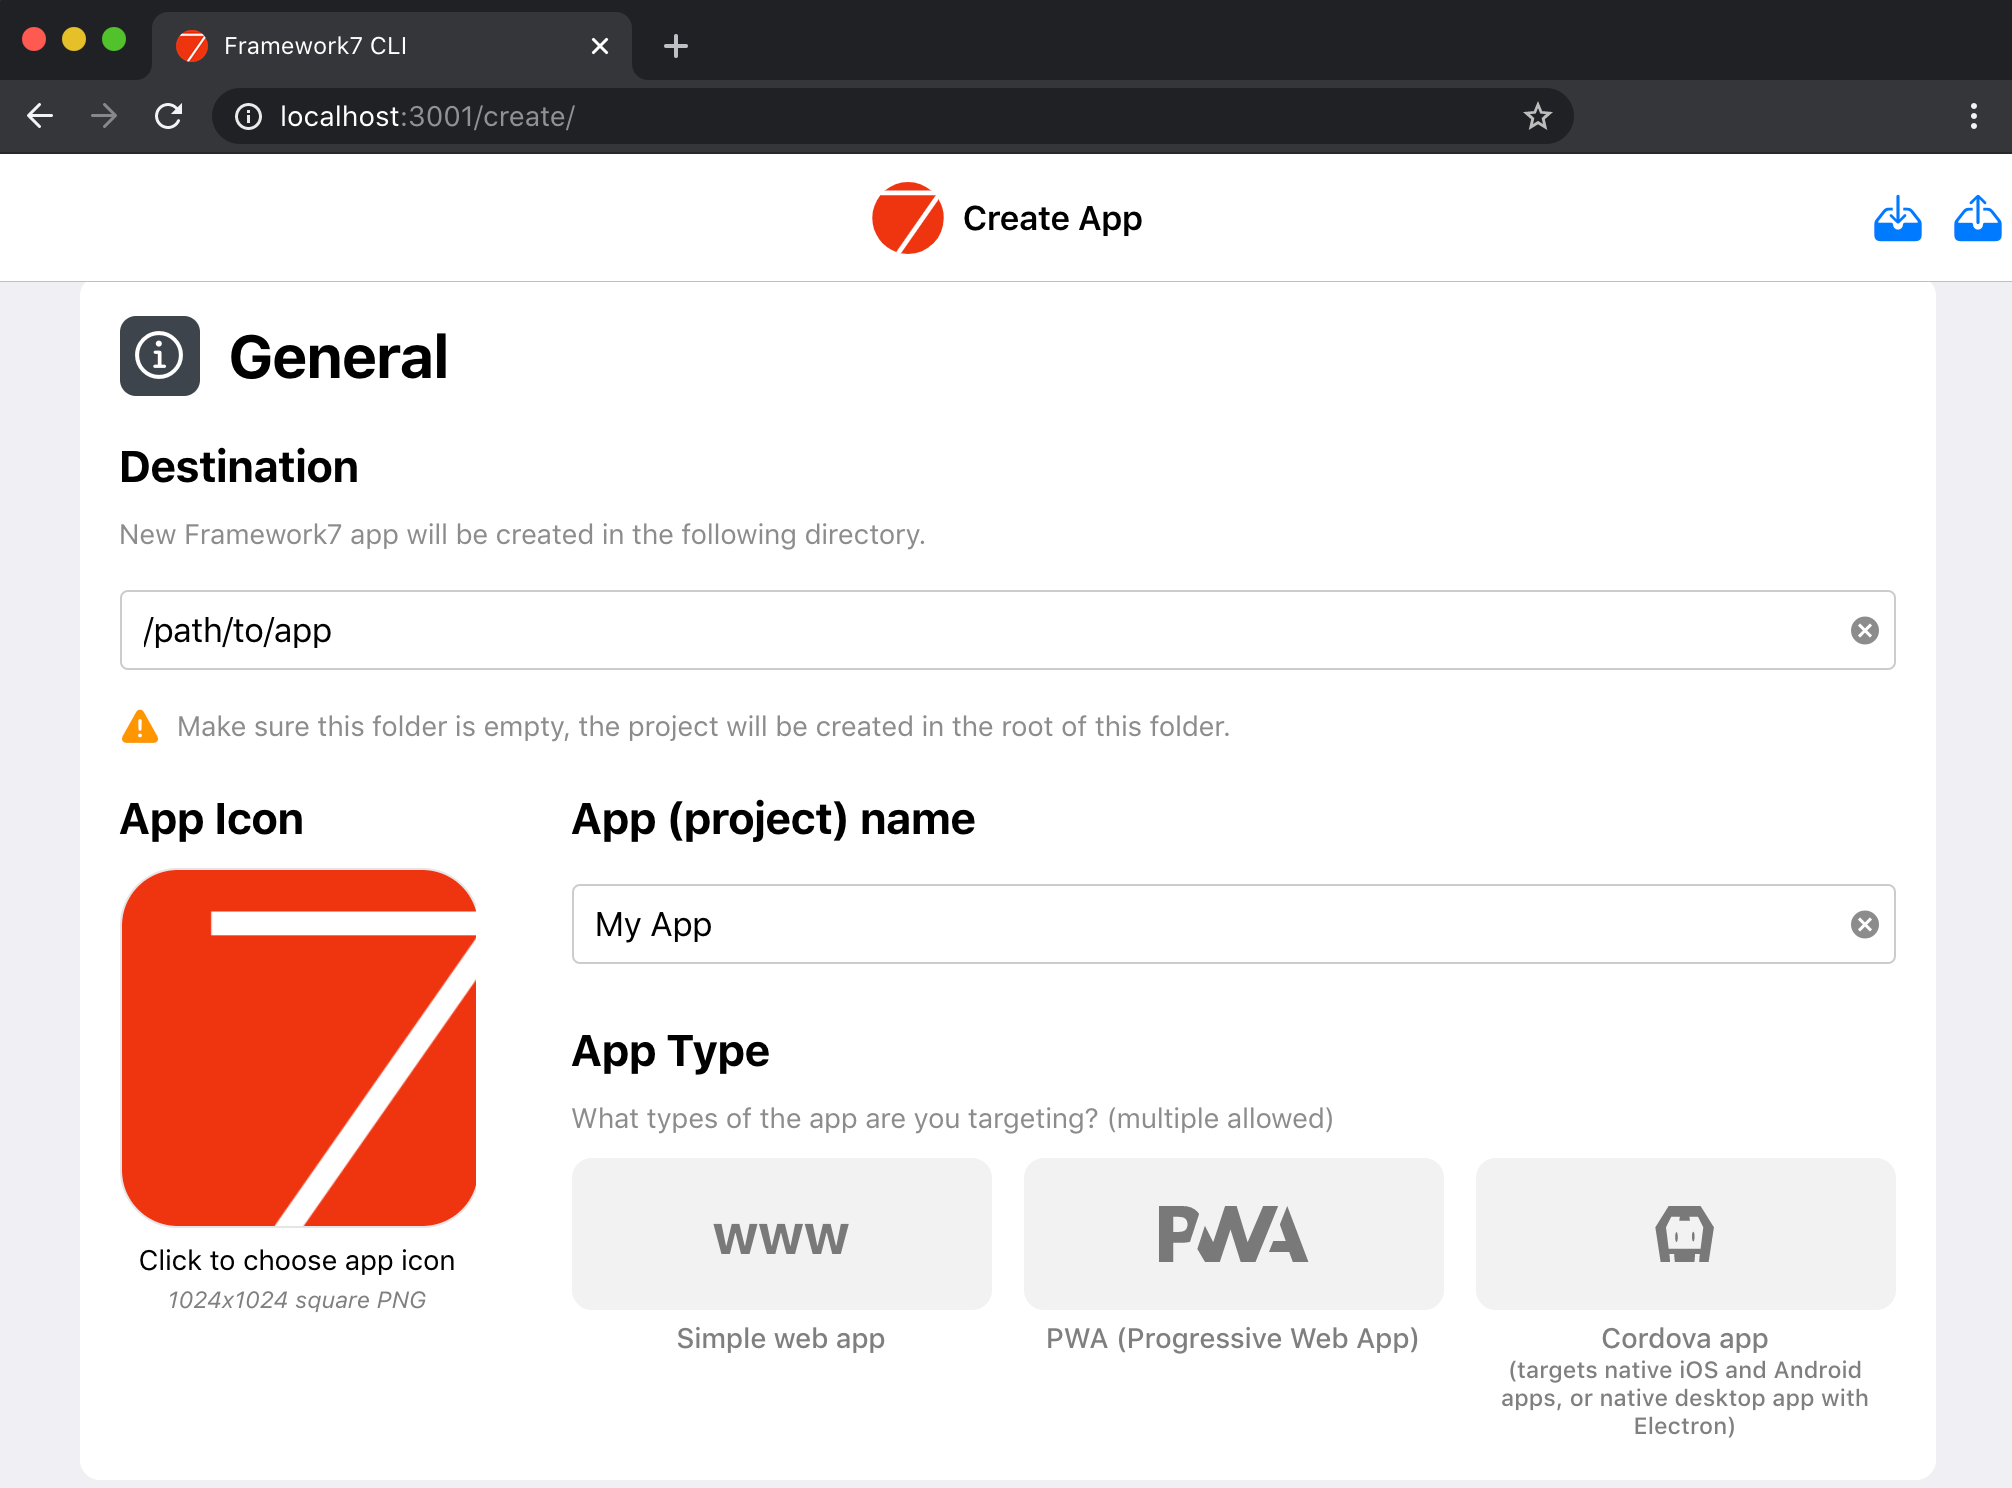 Framework7 CLI
localhost:3001/create/
Create App
General
Destination
New Framework7 app will be created in the following directory.
/path/to/app
Make sure this folder is empty, the project will be created in the root of this folder.
App Icon
Click to choose app icon
1024x1024 square PNG
App (project) name
My App
App Type
What types of the app are you targeting? (multiple allowed)
www
Simple web app
PWA
PWA (Progressive Web App)
Cordova app
(targets native iOS and Android
apps, or native desktop app with
Electron)